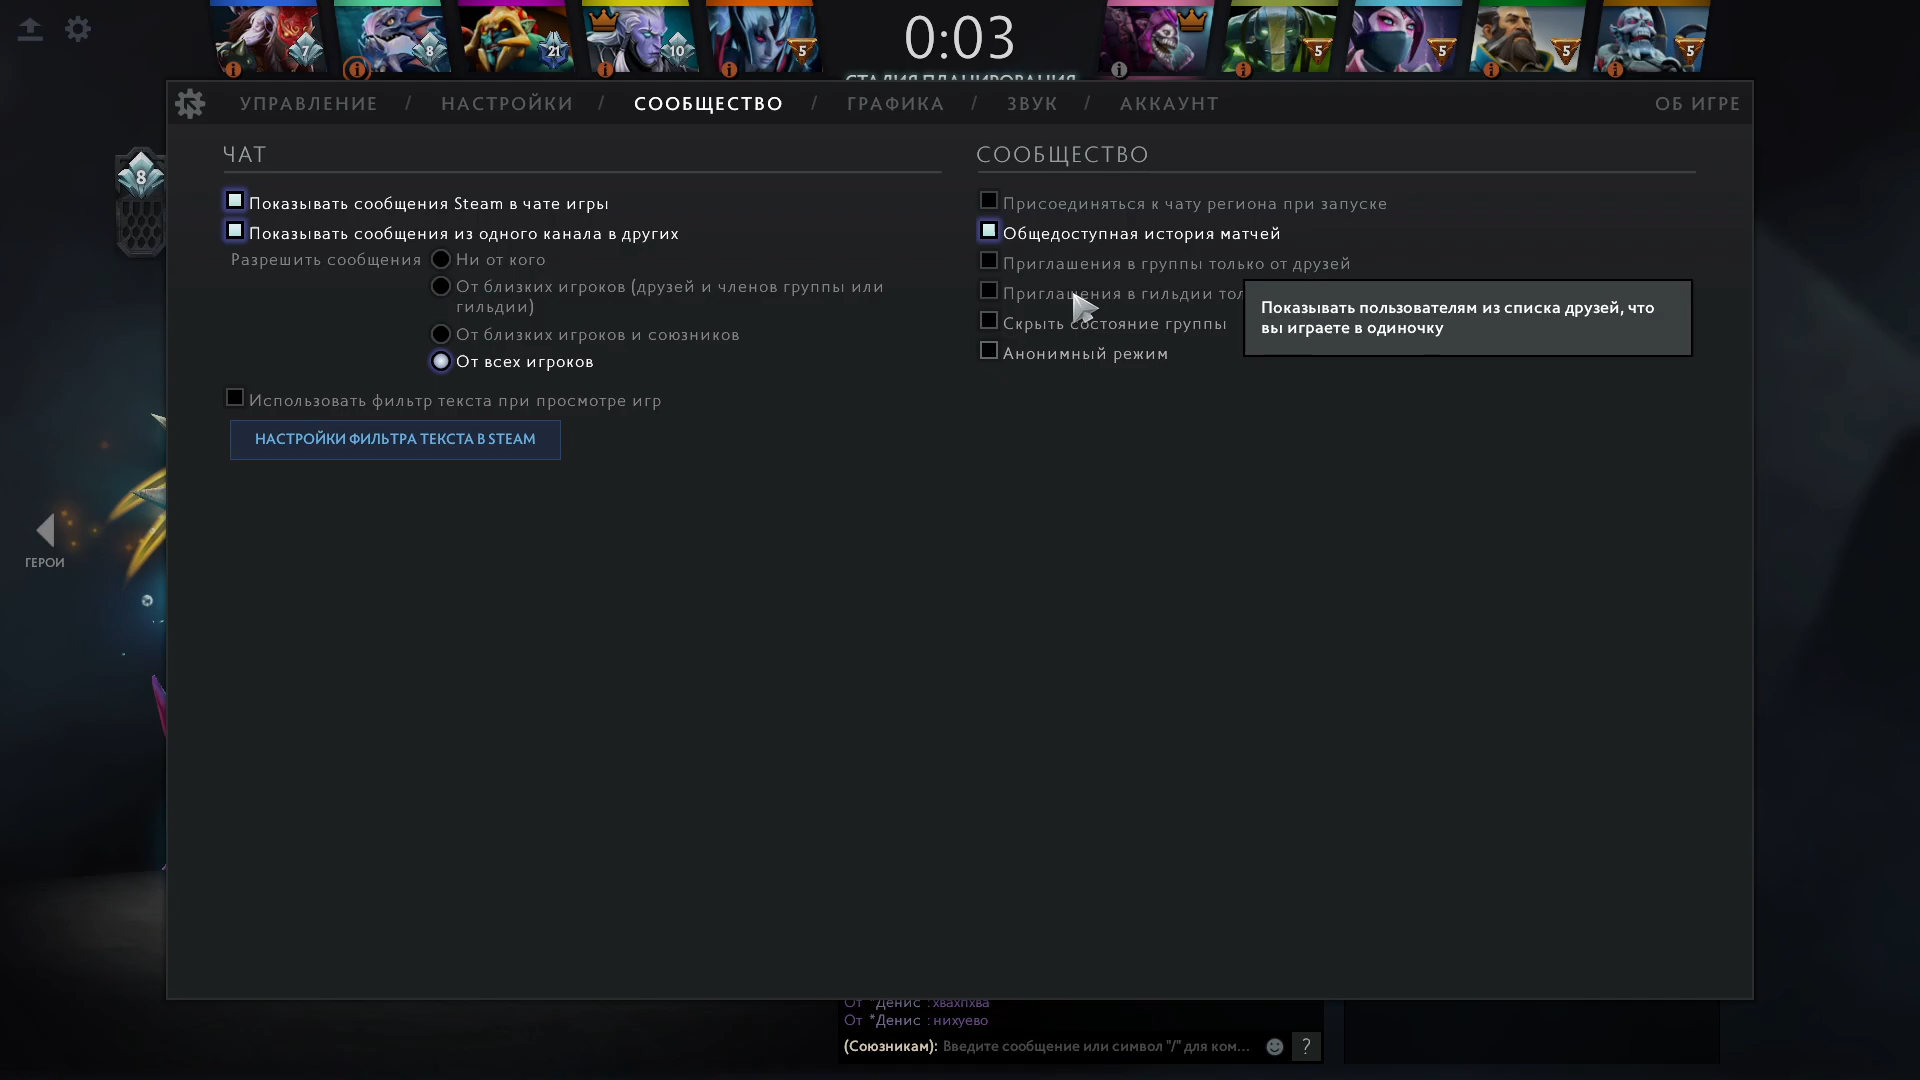 7
8
21
10
5
0:03
5
5
5
5
СТАДИЯ ПЛАНИРОВАНИЯ
УПРАВЛЕНИЕ / НАСТРОЙКИ / СООБЩЕСТВО / ГРАФИКА / ЗВУК / АККАУНТ
ОБ ИГРЕ
8
ГЕРОИ
ЧАТ
Показывать сообщения Steam в чате игры
Показывать сообщения из одного канала в других
Разрешить сообщения
Ни от кого
От близких игроков (друзей и членов группы или
гильдии)
От близких игроков и союзников
От всех игроков
Использовать фильтр текста при просмотре игр
НАСТРОЙКИ ФИЛЬТРА ТЕКСТА В STEAM
СООБЩЕСТВО
Присоединяться к чату региона при запуске
Общедоступная история матчей
Приглашения в группы только от друзей
Приглашения в гильдии тол
Скрыть состояние группы
Анонимный режим
Показывать пользователям из списка друзей, что
вы играете в одиночку
От *Денис : хвахпхва
От *Денис : нихуево
(Союзникам): Введите сообщение или символ "/" для ком...
?